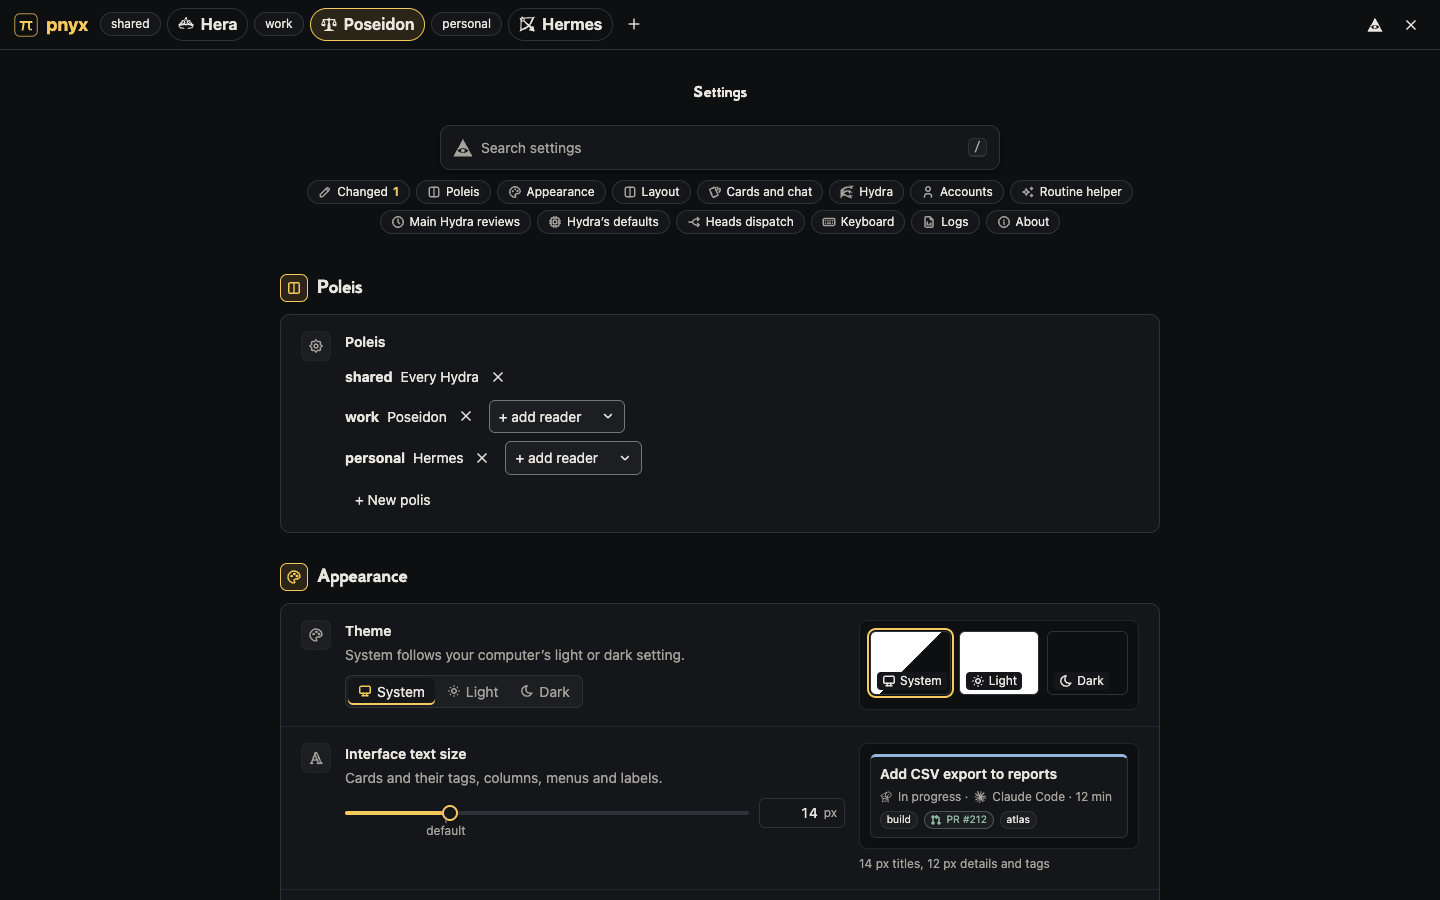 π pnyx shared Hera work Poseidon personal Hermes +
Settings
Search settings /
Changed 1 Poleis Appearance Layout Cards and chat Hydra Accounts Routine helper
Main Hydra reviews Hydra's defaults Heads dispatch Keyboard Logs About
Poleis
Poleis
shared Every Hydra
work Poseidon + add reader
personal Hermes + add reader
+ New polis
Appearance
Theme
System follows your computer's light or dark setting.
System Light Dark
System Light Dark
Interface text size
Cards and their tags, columns, menus and labels.
14 px
default
Add CSV export to reports
In progress · Claude Code · 12 min
build PR #212 atlas
14 px titles, 12 px details and tags